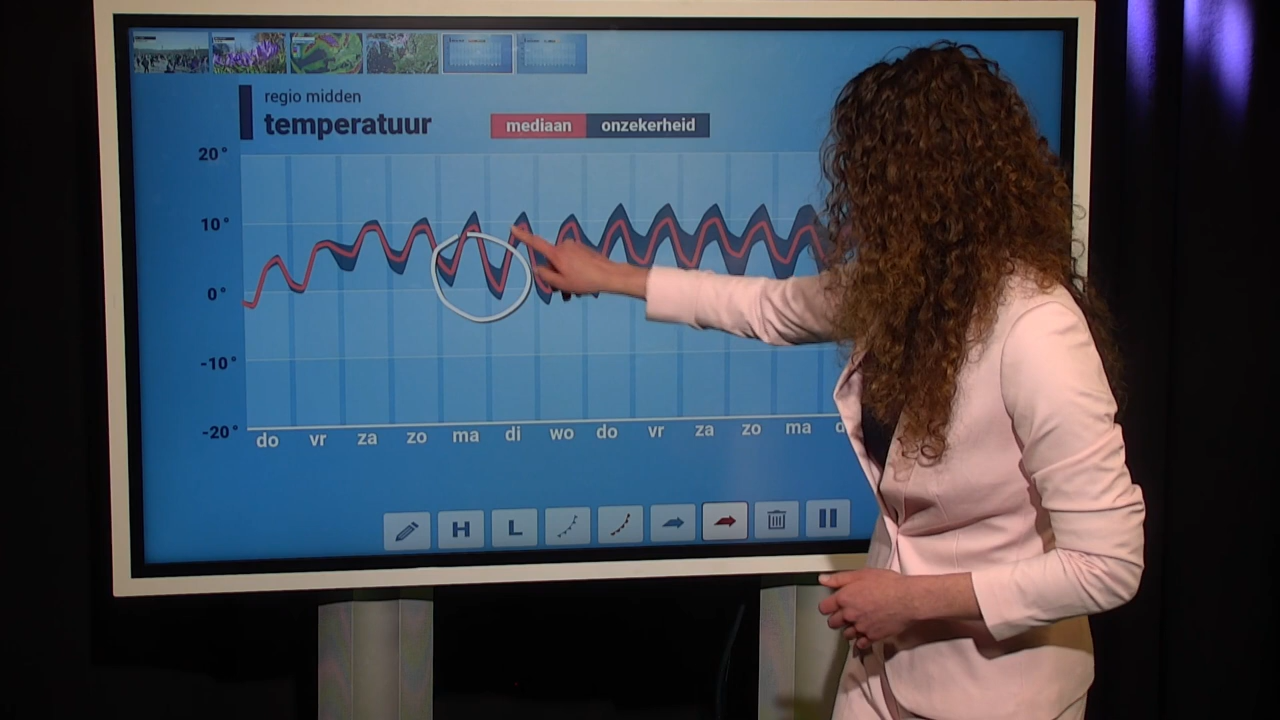 regio midden
temperatuur
mediaan onzekerheid
20°
10°
0°
-10°
-20°
do vr za zo ma di wo do vr za zo ma d
H L